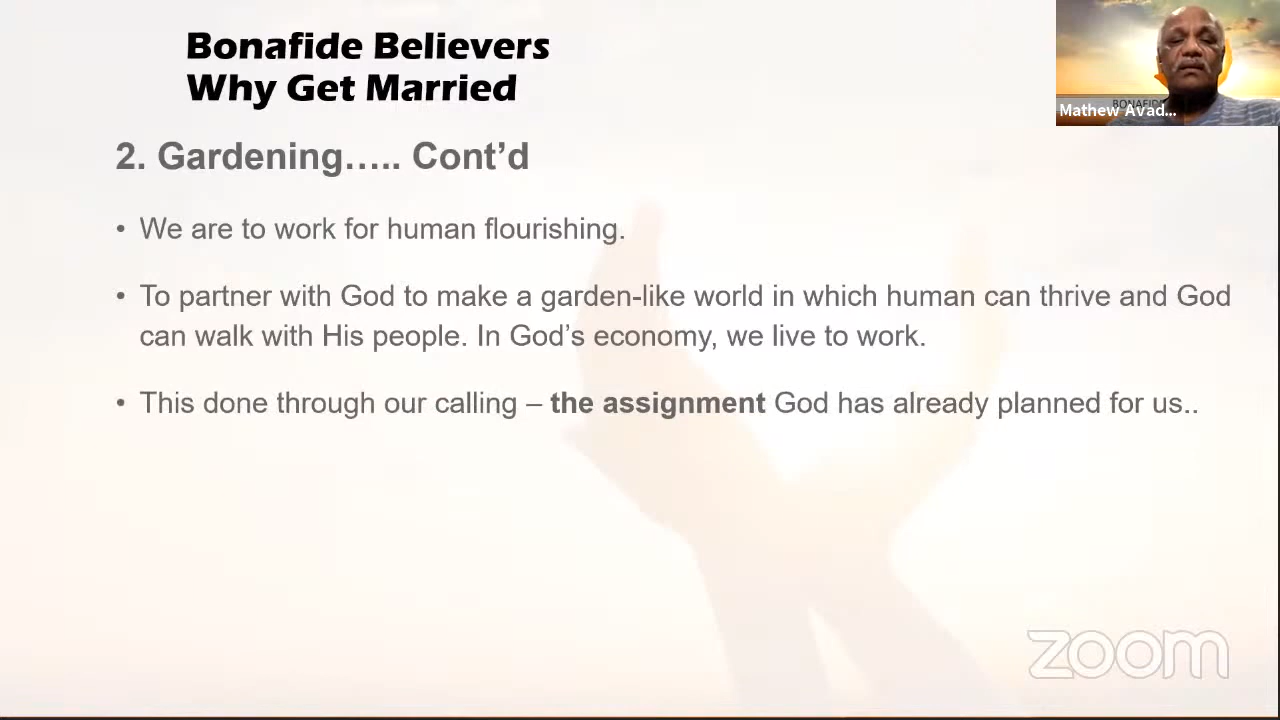 Bonafide Believers
Why Get Married
BONAFIDE
Mathew Avad...
2. Gardening….. Cont’d
• We are to work for human flourishing.
• To partner with God to make a garden-like world in which human can thrive and God
can walk with His people. In God’s economy, we live to work.
• This done through our calling – the assignment God has already planned for us..
zoom